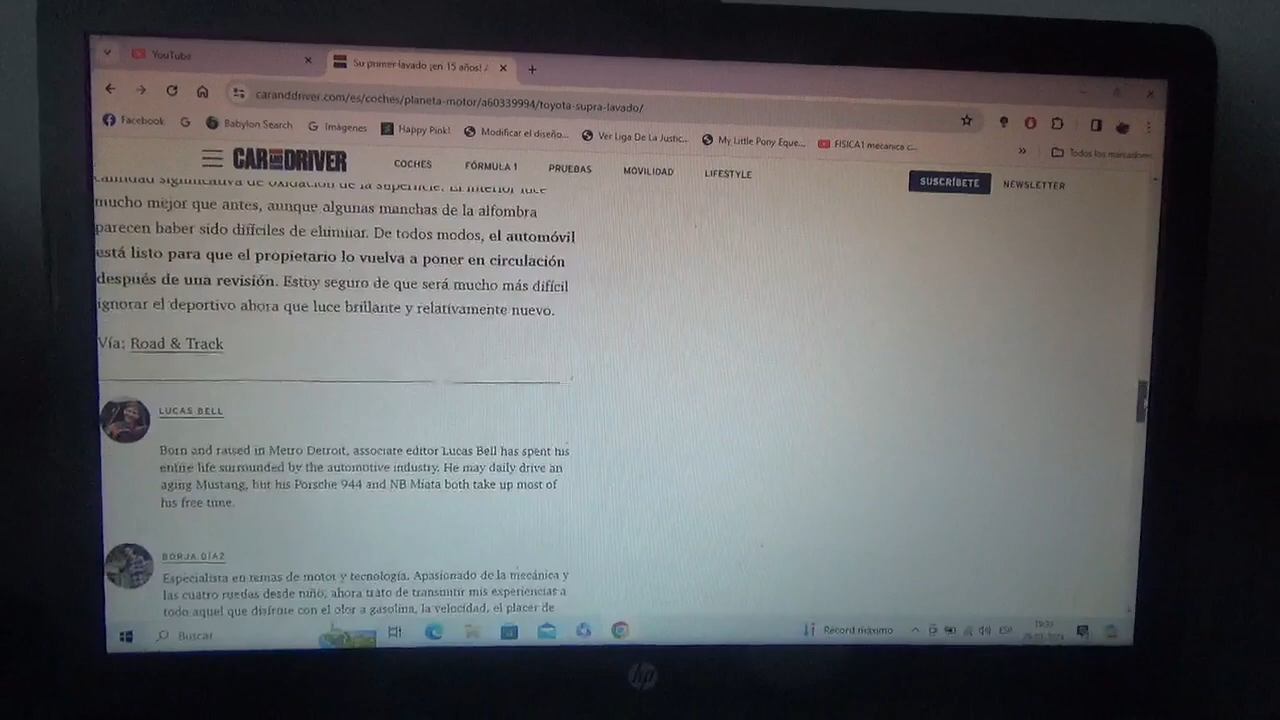 YouTube
Su primer lavado ¡en 15 años! ¡
caranddriver.com/es/coches/planeta-motor/a60339994/toyota-supra-lavado/
Facebook
Babylon Search
Imágenes
Happy Pink!
Modificar el diseño...
Ver Liga De La Justic...
My Little Pony Eque...
FISICA1 mecanica c...
Todos los marcadores
CAR AND DRIVER
COCHES
FÓRMULA 1
PRUEBAS
MOVILIDAD
LIFESTYLE
SUSCRÍBETE
NEWSLETTER
cantidad significativa de oxidación de la superficie. El interior luce
mucho mejor que antes, aunque algunas manchas de la alfombra
parecen haber sido difíciles de eliminar. De todos modos, el automóvil
está listo para que el propietario lo vuelva a poner en circulación
después de una revisión. Estoy seguro de que será mucho más difícil
ignorar el deportivo ahora que luce brillante y relativamente nuevo.
Vía: Road & Track
LUCAS BELL
Born and raised in Metro Detroit, associate editor Lucas Bell has spent his
entire life surrounded by the automotive industry. He may daily drive an
aging Mustang, but his Porsche 944 and NB Miata both take up most of
his free time.
BORJA DÍAZ
Especialista en temas de motor y tecnología. Apasionado de la mecánica y
las cuatro ruedas desde niño, ahora trato de transmitir mis experiencias a
todo aquel que disfrute con el olor a gasolina, la velocidad, el placer de
Buscar
Récord máximo
ESP
hp